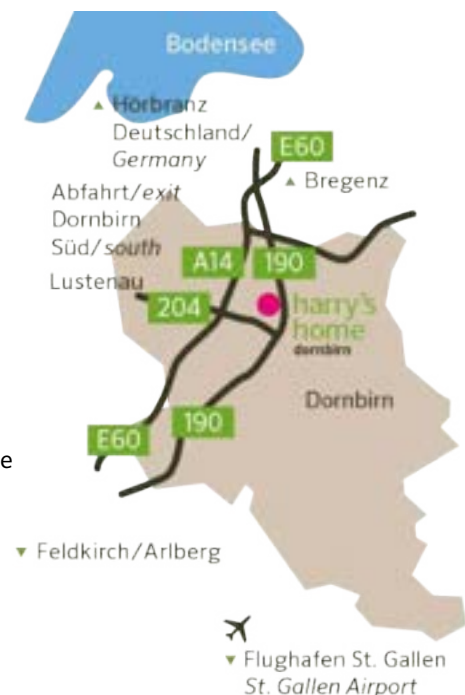 Bodensee
Hörbranz
Deutschland/
Germany
E60
Bregenz
Abfahrt/exit
Dornbirn
Süd/south
A14
190
Lustenau
204
harry's
home
dornbirn
Dornbirn
190
E60
e
Feldkirch/Arlberg
Flughafen St. Gallen
St. Gallen Airport